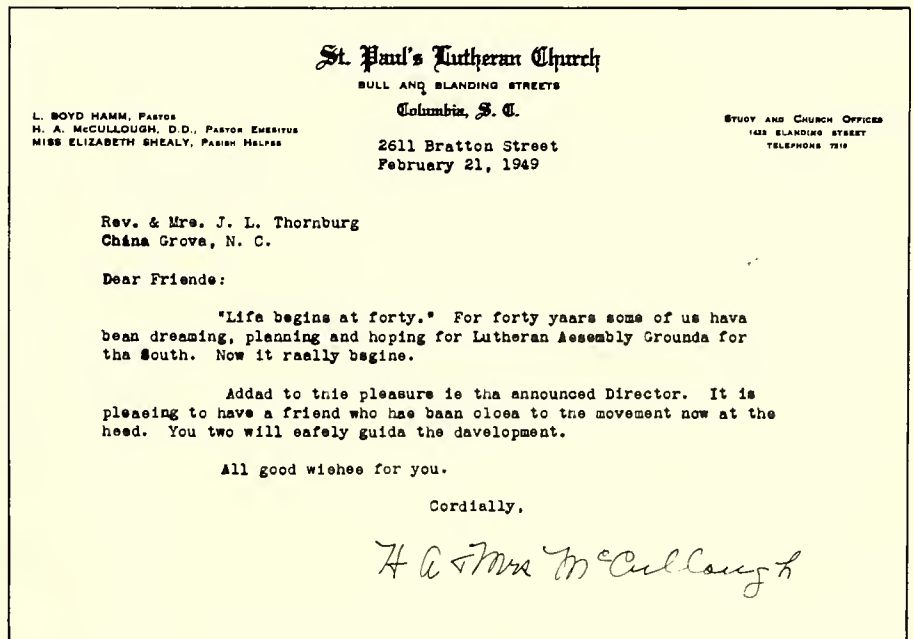 St. Paul's Lutheran Church
BULL AND BLANDING STREETS
Columbia, S. C.
L. BOYD HAMM, PASTOR
H. A. McCULLOUGH, D.D., PASTOR EMERITUS
MISS ELIZABETH SHEALY, PARISH HELPER
STUDY AND CHURCH OFFICES
BLANDING STREET
TELEPHONE
2611 Bratton Street
February 21, 1949
Rev. & Mrs. J. L. Thornburg
China Grove, N. C.
Dear Friends:
"Life begins at forty." For forty years some of us have
been dreaming, planning and hoping for Lutheran Assembly Grounds for
the South. Now it really begins.
Added to this pleasure is the announced Director. It is
pleasing to have a friend who has been close to the movement now at the
head. You two will safely guide the development.
All good wishes for you.
Cordially,
H A & Mrs McCullough